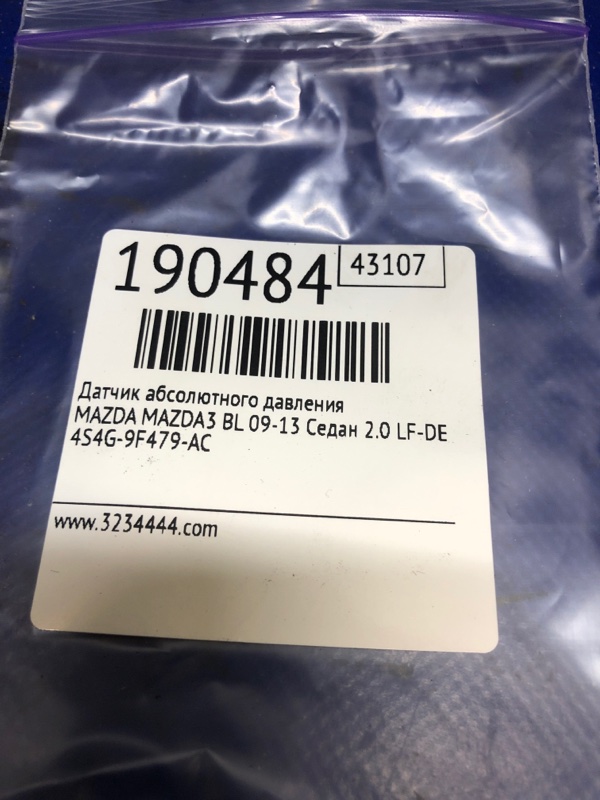 190484
43107
Датчик абсолютного давления
MAZDA MAZDA3 BL 09-13 Седан 2.0 LF-DE
4S4G-9F479-AC
www.3234444.com